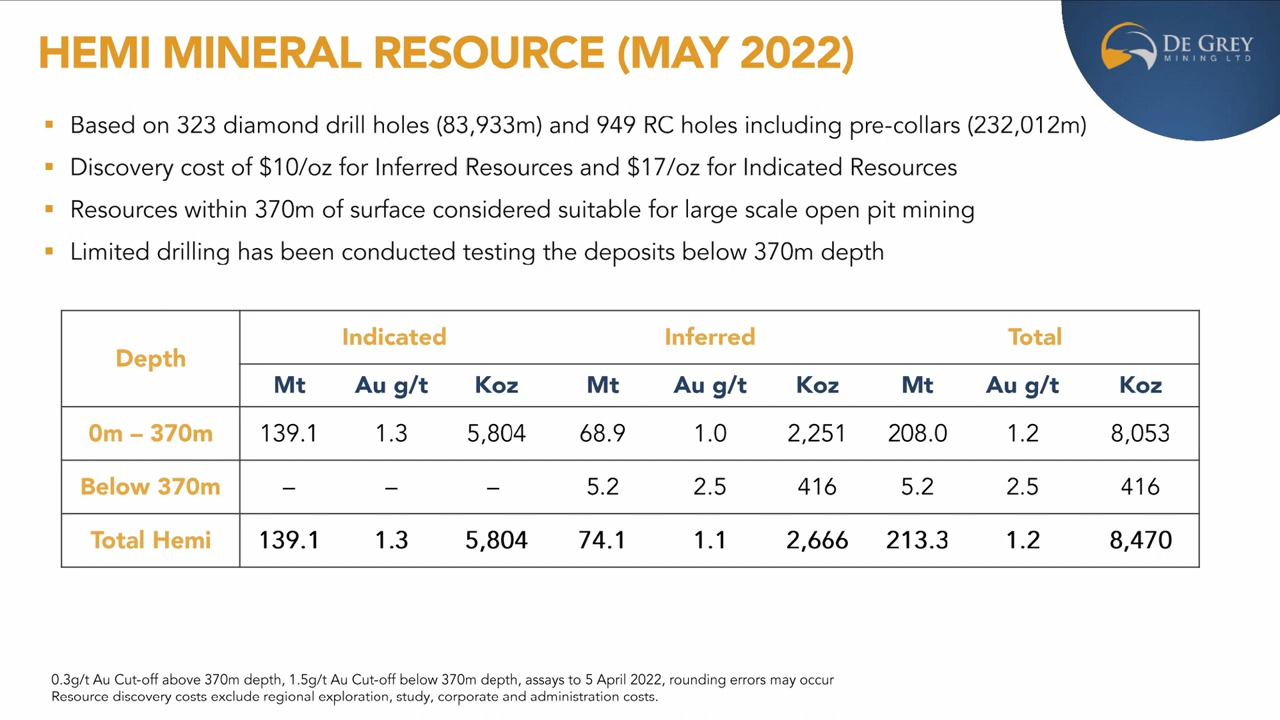 HEMI MINERAL RESOURCE (MAY 2022)
DE GREY
MINING LTD
▪ Based on 323 diamond drill holes (83,933m) and 949 RC holes including pre-collars (232,012m)
▪ Discovery cost of $10/oz for Inferred Resources and $17/oz for Indicated Resources
▪ Resources within 370m of surface considered suitable for large scale open pit mining
▪ Limited drilling has been conducted testing the deposits below 370m depth
Depth Indicated Inferred Total
Mt Au g/t Koz Mt Au g/t Koz Mt Au g/t Koz
0m – 370m 139.1 1.3 5,804 68.9 1.0 2,251 208.0 1.2 8,053
Below 370m – – – 5.2 2.5 416 5.2 2.5 416
Total Hemi 139.1 1.3 5,804 74.1 1.1 2,666 213.3 1.2 8,470
0.3g/t Au Cut-off above 370m depth, 1.5g/t Au Cut-off below 370m depth, assays to 5 April 2022, rounding errors may occur
Resource discovery costs exclude regional exploration, study, corporate and administration costs.